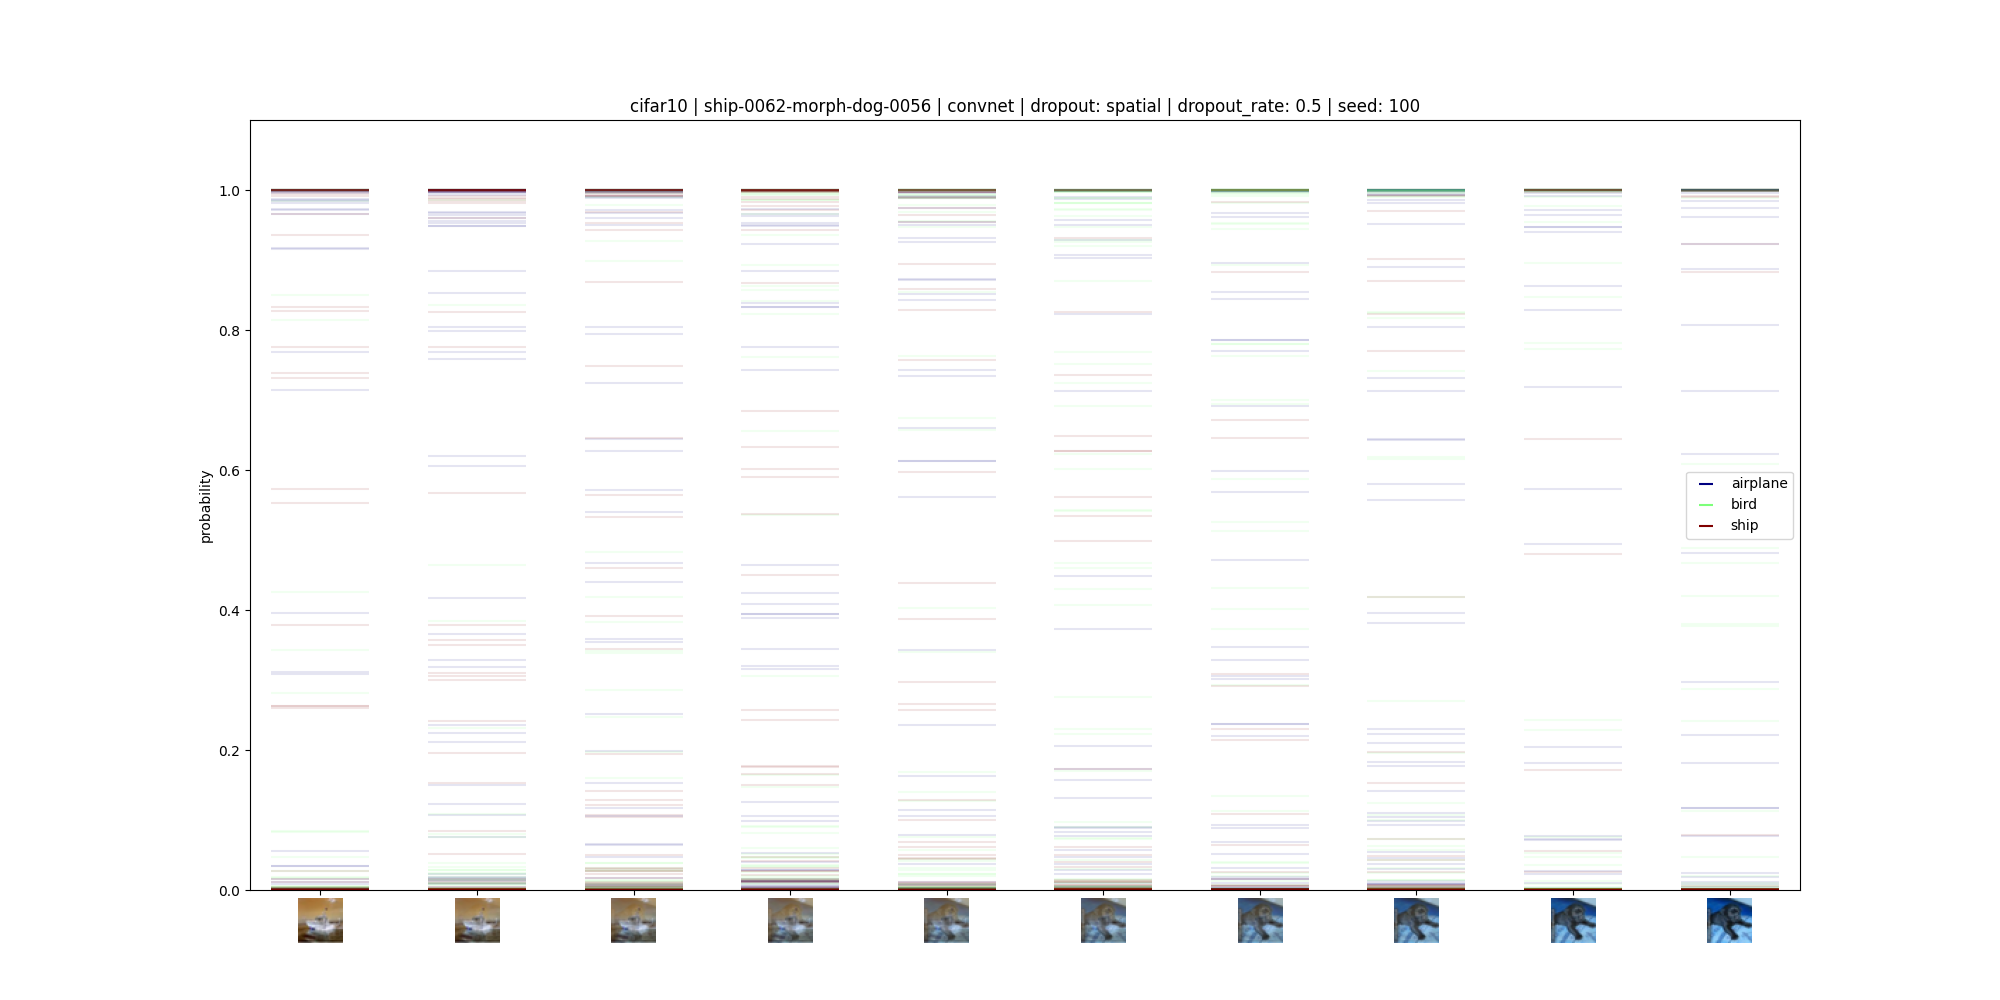 cifar10 | ship-0062-morph-dog-0056 | convnet | dropout: spatial | dropout_rate: 0.5 | seed: 100
1.0
0.8
0.6
0.4
0.2
0.0
probability
airplane
bird
ship